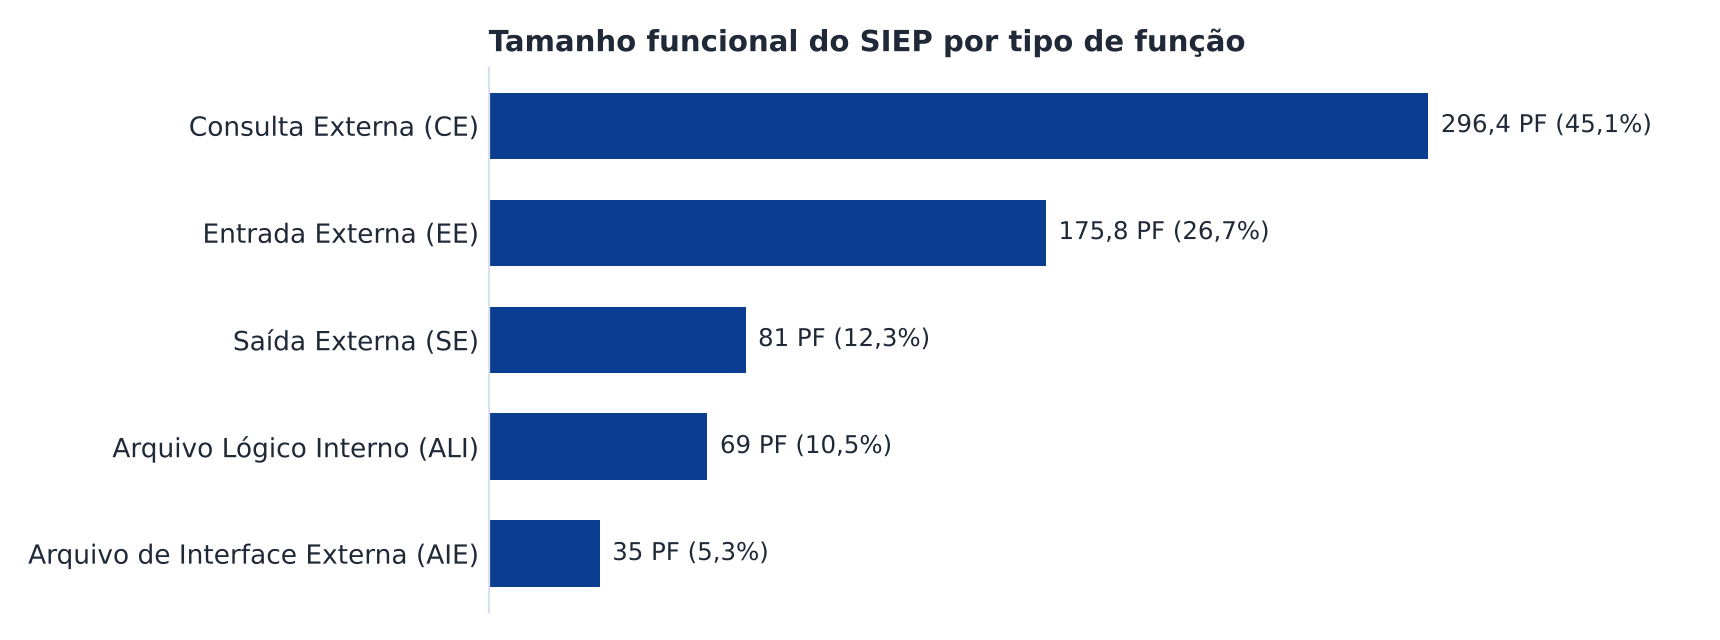 Tamanho funcional do SIEP por tipo de função
Consulta Externa (CE) 296,4 PF (45,1%)
Entrada Externa (EE) 175,8 PF (26,7%)
Saída Externa (SE) 81 PF (12,3%)
Arquivo Lógico Interno (ALI) 69 PF (10,5%)
Arquivo de Interface Externa (AIE) 35 PF (5,3%)